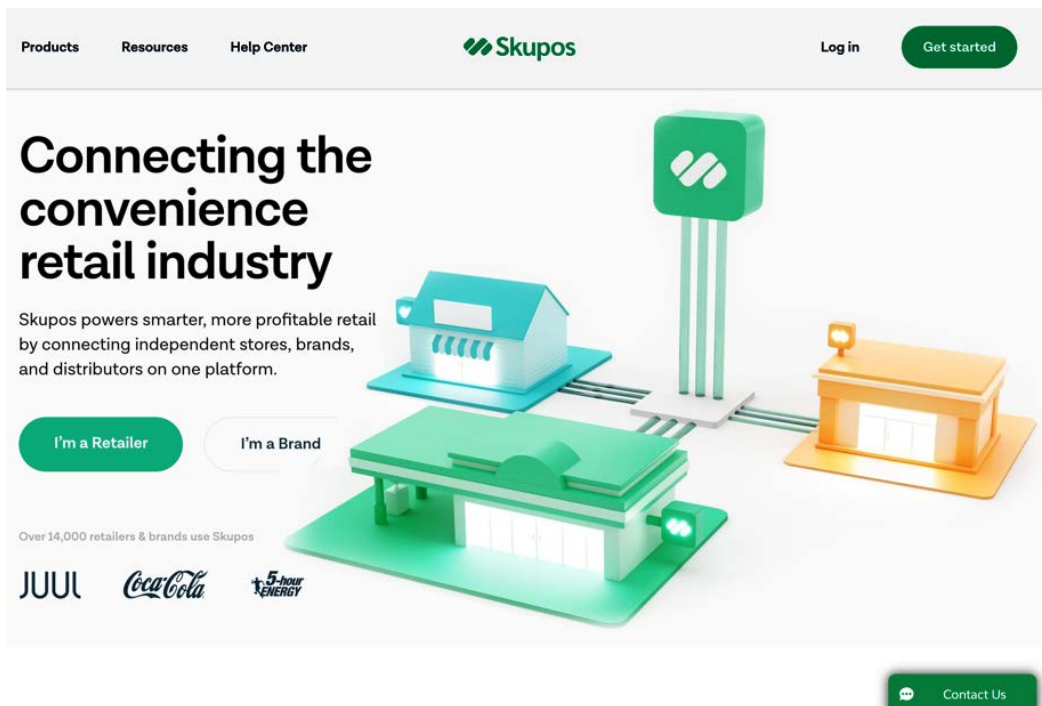 Products Resources Help Center Skupos Log in Get started
Connecting the
convenience
retail industry
Skupos powers smarter, more profitable retail
by connecting independent stores, brands,
and distributors on one platform.
I'm a Retailer I'm a Brand
Over 14,000 retailers & brands use Skupos
JUUL Coca-Cola 5-hour
ENERGY
Contact Us